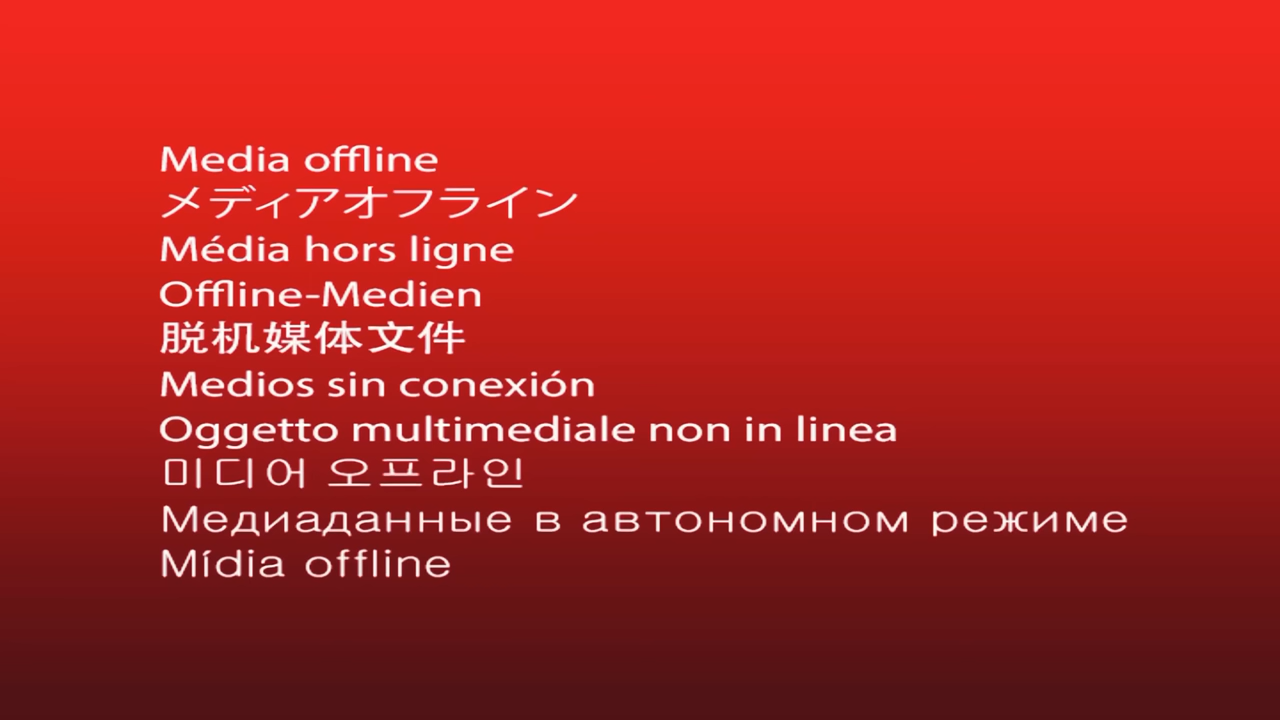 Media offline
メディアオフライン
Média hors ligne
Offline-Medien
脱机媒体文件
Medios sin conexión
Oggetto multimediale non in linea
미디어 오프라인
Медиаданные в автономном режиме
Mídia offline